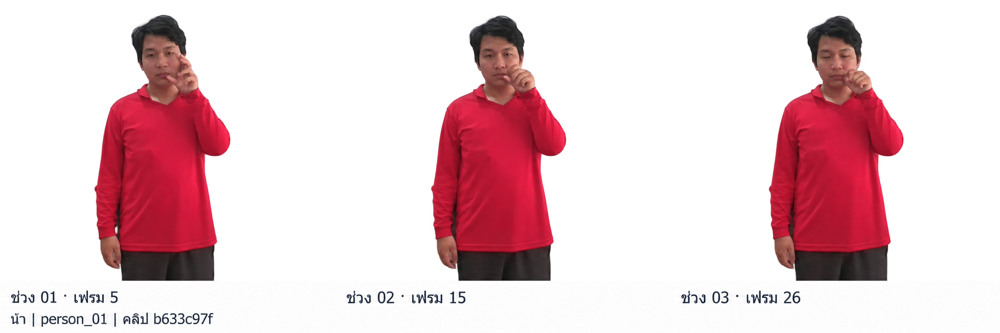 ช่วง 01 · เฟรม 5
น้า | person_01 | คลิป b633c97f
ช่วง 02 · เฟรม 15
ช่วง 03 · เฟรม 26